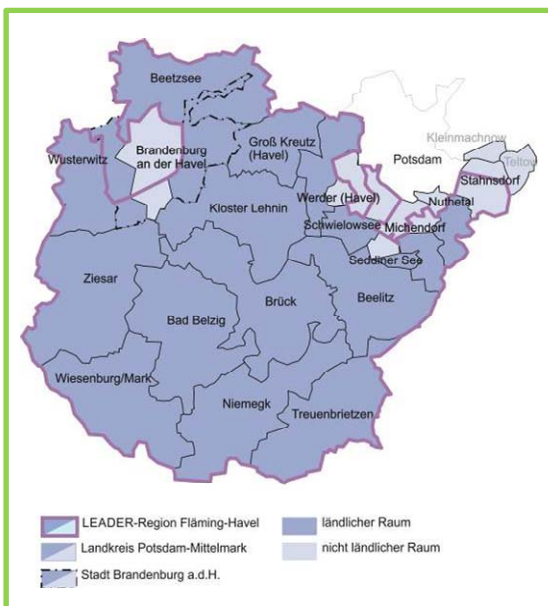 Beetzsee
Kleinmachnow
Wusterwitz
Brandenburg
an der Havel
Groß Kreutz
(Havel)
Potsdam
Teltow
Stahnsdorf
Werder (Havel)
Nuthetal
Kloster Lehnin
Schwielowsee
Michendorf
Seddiner See
Ziesar
Brück
Beelitz
Bad Belzig
Wiesenburg/Mark
Niemegk
Treuenbrietzen
LEADER-Region Fläming-Havel
ländlicher Raum
Landkreis Potsdam-Mittelmark
nicht ländlicher Raum
Stadt Brandenburg a.d.H.